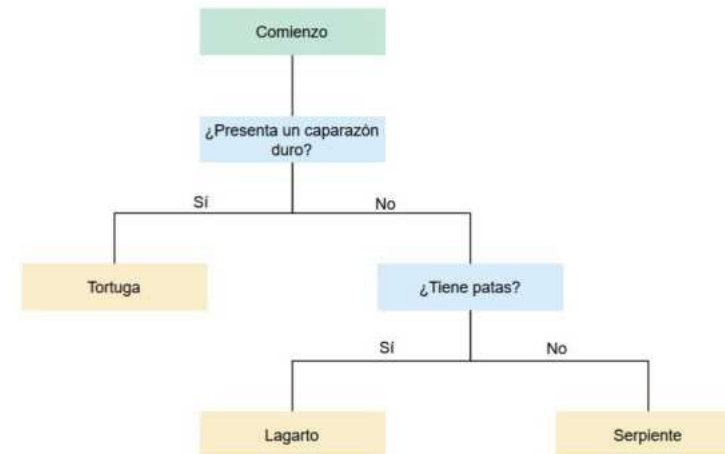 Comienzo
¿Presenta un caparazón
duro?
Sí
No
Tortuga
¿Tiene patas?
Sí
No
Lagarto
Serpiente